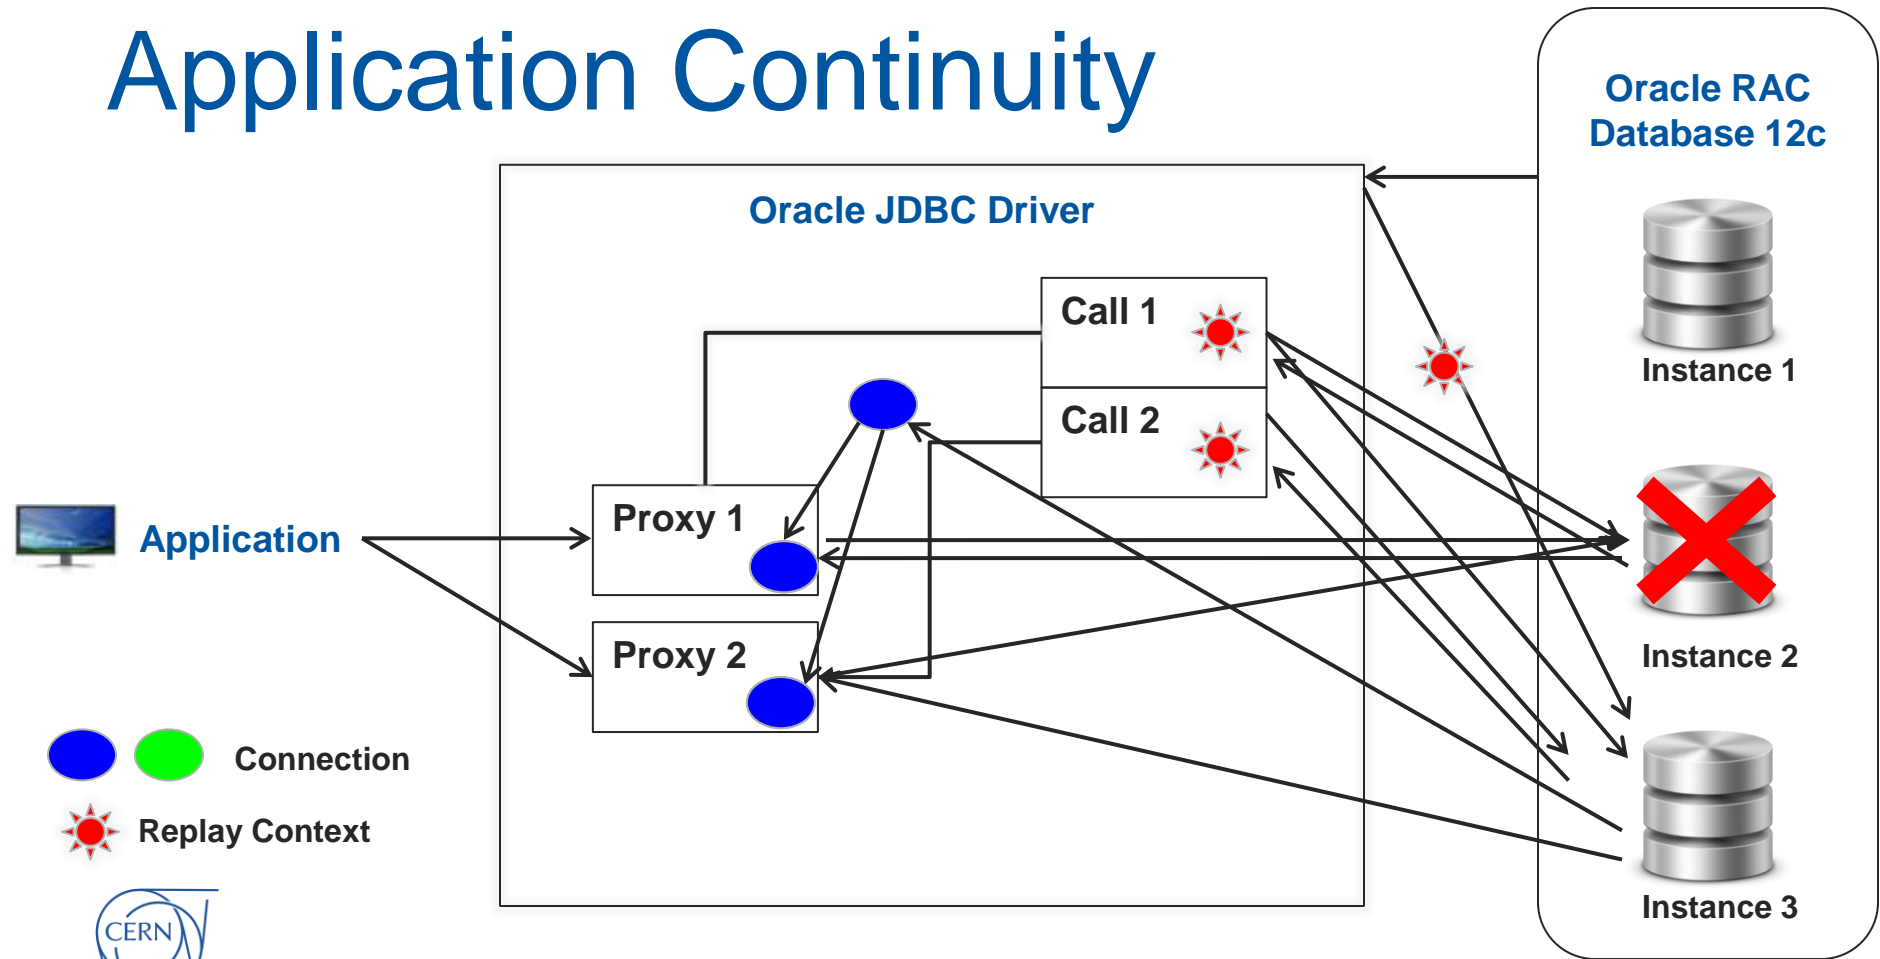 Application Continuity
Oracle RAC
Database 12c
Oracle JDBC Driver
Call 1
Instance 1
Call 2
Proxy 1
Application
Proxy 2
Instance 2
Connection
Replay Context
Instance 3
CERN